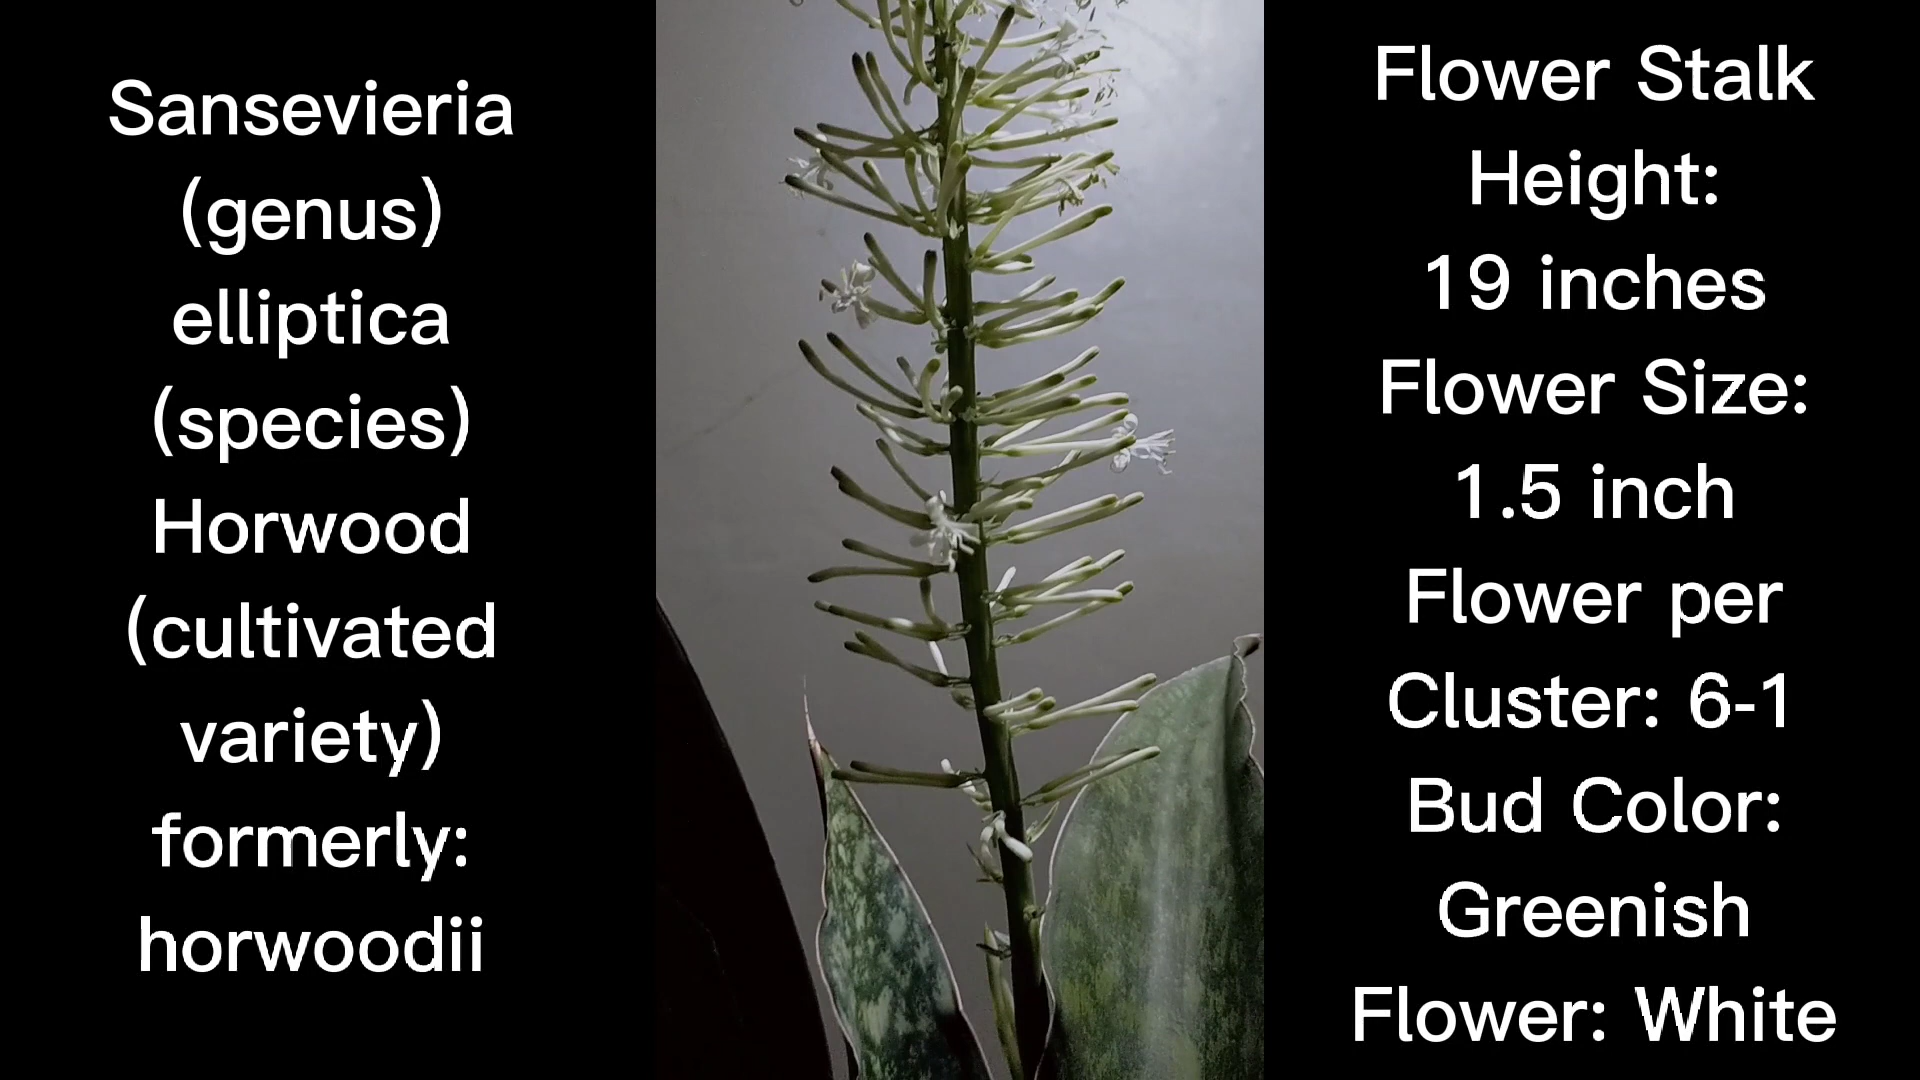 Sansevieria
(genus)
elliptica
(species)
Horwood
(cultivated
variety)
formerly:
horwoodii
Flower Stalk
Height:
19 inches
Flower Size:
1.5 inch
Flower per
Cluster: 6-1
Bud Color:
Greenish
Flower: White